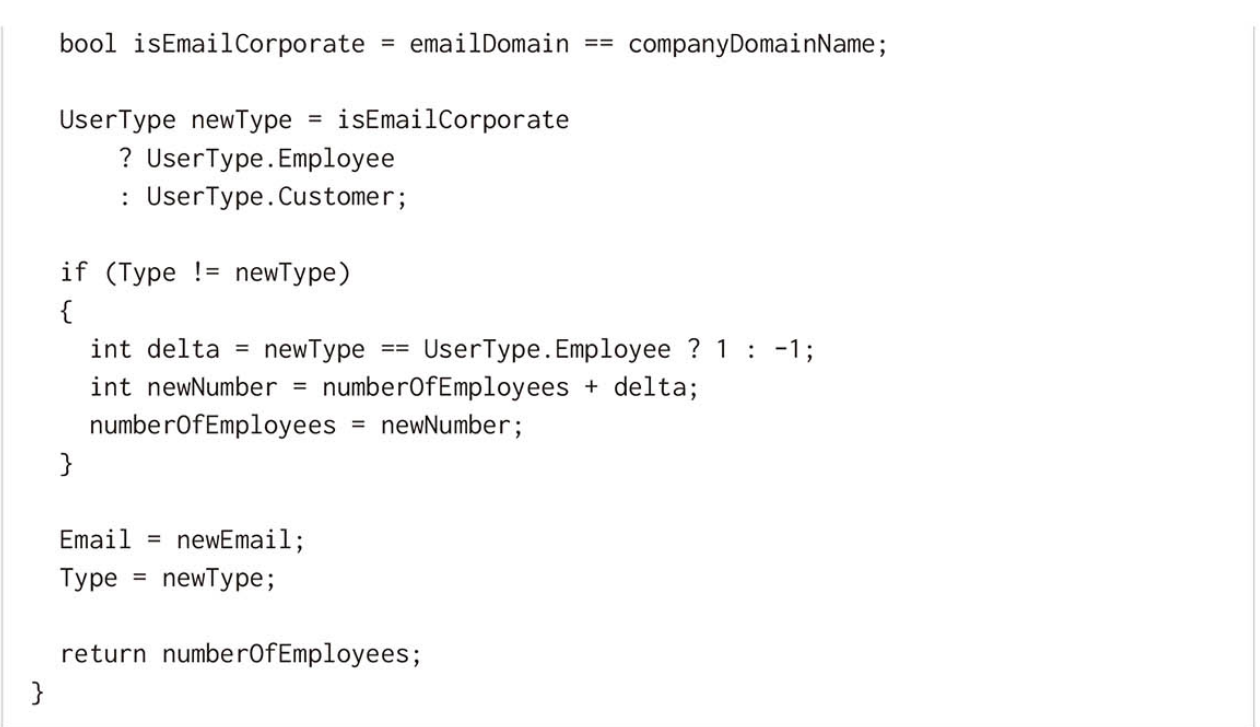 bool isEmailCorporate = emailDomain == companyDomainName;
UserType newType = isEmailCorporate
? UserType.Employee
: UserType.Customer;
if (Type != newType)
{
int delta = newType == UserType.Employee ? 1 : -1;
int newNumber = numberOfEmployees + delta;
numberOfEmployees = newNumber;
}
Email = newEmail;
Type = newType;
return numberOfEmployees;
}